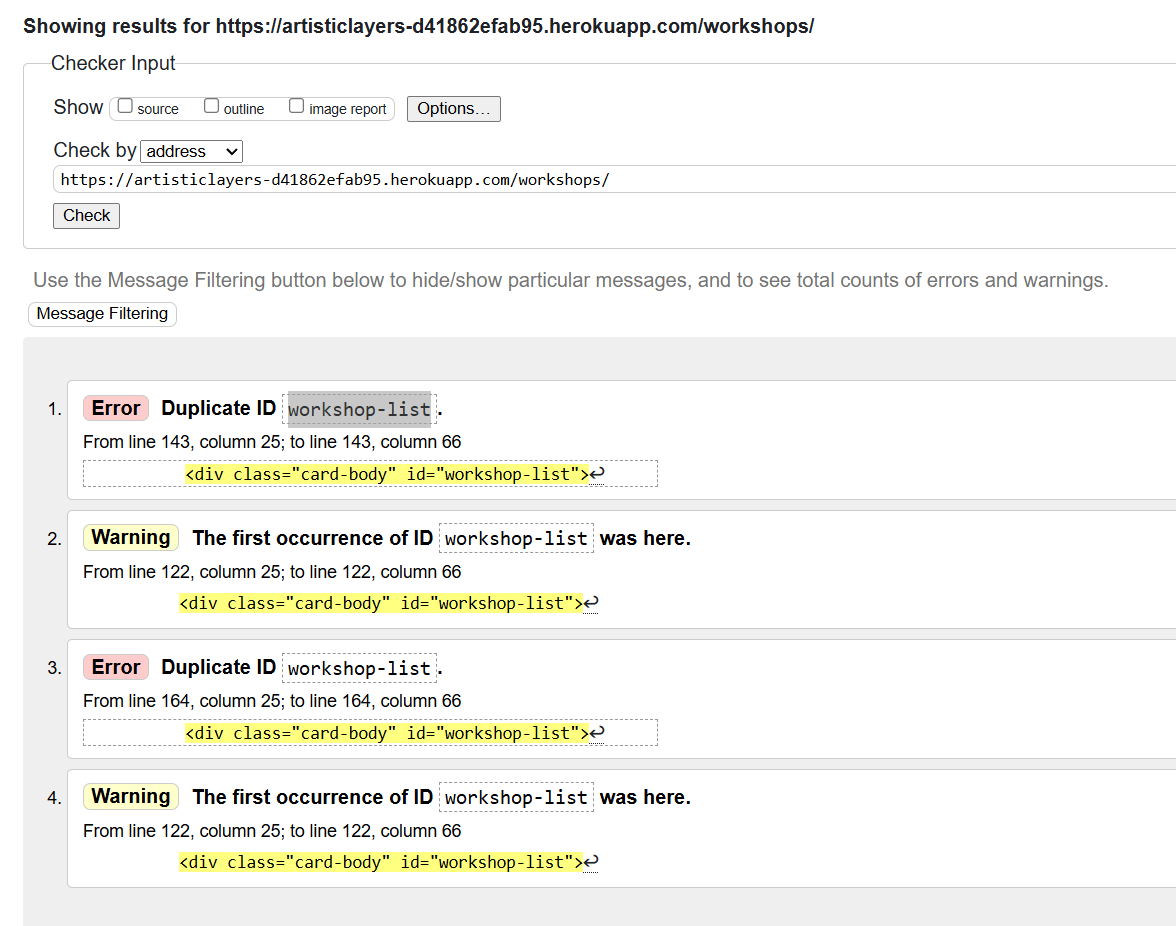 Showing results for https://artisticlayers-d41862efab95.herokuapp.com/workshops/
Checker Input
Show source outline image report Options...
Check by address
https://artisticlayers-d41862efab95.herokuapp.com/workshops/
Check
Use the Message Filtering button below to hide/show particular messages, and to see total counts of errors and warnings.
Message Filtering
1. Error Duplicate ID workshop-list.
From line 143, column 25; to line 143, column 66
<div class="card-body" id="workshop-list">↩
2. Warning The first occurrence of ID workshop-list was here.
From line 122, column 25; to line 122, column 66
<div class="card-body" id="workshop-list">↩
3. Error Duplicate ID workshop-list.
From line 164, column 25; to line 164, column 66
<div class="card-body" id="workshop-list">↩
4. Warning The first occurrence of ID workshop-list was here.
From line 122, column 25; to line 122, column 66
<div class="card-body" id="workshop-list">↩